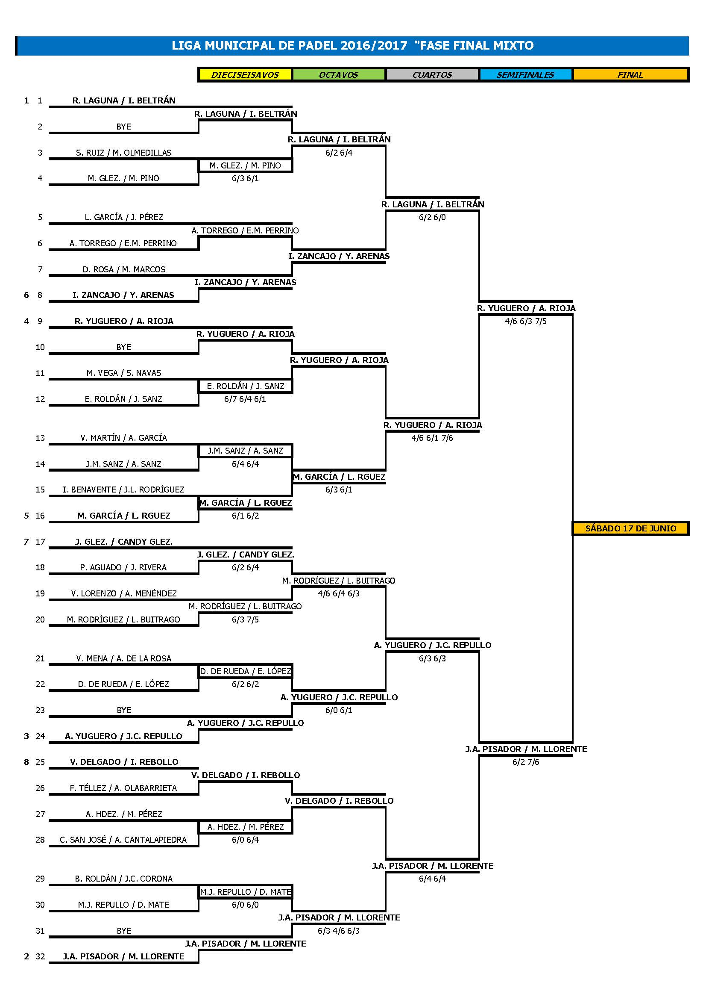 LIGA MUNICIPAL DE PADEL 2016/2017 "FASE FINAL MIXTO
DIECISEISAVOS OCTAVOS CUARTOS SEMIFINALES FINAL
1 1 R. LAGUNA / I. BELTRÁN
R. LAGUNA / I. BELTRÁN
2 BYE
R. LAGUNA / I. BELTRÁN
3 S. RUIZ / M. OLMEDILLAS 6/2 6/4
M. GLEZ. / M. PINO
4 M. GLEZ. / M. PINO 6/3 6/1
R. LAGUNA / I. BELTRÁN
5 L. GARCÍA / J. PÉREZ 6/2 6/0
A. TORREGO / E.M. PERRINO
6 A. TORREGO / E.M. PERRINO
I. ZANCAJO / Y. ARENAS
7 D. ROSA / M. MARCOS
I. ZANCAJO / Y. ARENAS
6 8 I. ZANCAJO / Y. ARENAS
R. YUGUERO / A. RIOJA
4 9 R. YUGUERO / A. RIOJA 4/6 6/3 7/5
R. YUGUERO / A. RIOJA
10 BYE
R. YUGUERO / A. RIOJA
11 M. VEGA / S. NAVAS
E. ROLDÁN / J. SANZ
12 E. ROLDÁN / J. SANZ 6/7 6/4 6/1
R. YUGUERO / A. RIOJA
13 V. MARTÍN / A. GARCÍA 4/6 6/1 7/6
J.M. SANZ / A. SANZ
14 J.M. SANZ / A. SANZ 6/4 6/4
M. GARCÍA / L. RGUEZ
15 I. BENAVENTE / J.L. RODRÍGUEZ 6/3 6/1
M. GARCÍA / L. RGUEZ
5 16 M. GARCÍA / L. RGUEZ 6/1 6/2
SÁBADO 17 DE JUNIO
7 17 J. GLEZ. / CANDY GLEZ.
J. GLEZ. / CANDY GLEZ.
18 P. AGUADO / J. RIVERA 6/2 6/4
M. RODRÍGUEZ / L. BUITRAGO
19 V. LORENZO / A. MENÉNDEZ 4/6 6/4 6/3
M. RODRÍGUEZ / L. BUITRAGO
20 M. RODRÍGUEZ / L. BUITRAGO 6/3 7/5
A. YUGUERO / J.C. REPULLO
21 V. MENA / A. DE LA ROSA 6/3 6/3
D. DE RUEDA / E. LÓPEZ
22 D. DE RUEDA / E. LÓPEZ 6/2 6/2
A. YUGUERO / J.C. REPULLO
23 BYE 6/0 6/1
A. YUGUERO / J.C. REPULLO
3 24 A. YUGUERO / J.C. REPULLO
J.A. PISADOR / M. LLORENTE
8 25 V. DELGADO / I. REBOLLO 6/2 7/6
V. DELGADO / I. REBOLLO
26 F. TÉLLEZ / A. OLABARRIETA
V. DELGADO / I. REBOLLO
27 A. HDEZ. / M. PÉREZ
A. HDEZ. / M. PÉREZ
28 C. SAN JOSÉ / A. CANTALAPIEDRA 6/0 6/4
J.A. PISADOR / M. LLORENTE
29 B. ROLDÁN / J.C. CORONA 6/4 6/4
M.J. REPULLO / D. MATE
30 M.J. REPULLO / D. MATE 6/0 6/0
J.A. PISADOR / M. LLORENTE
31 BYE 6/3 4/6 6/3
J.A. PISADOR / M. LLORENTE
2 32 J.A. PISADOR / M. LLORENTE